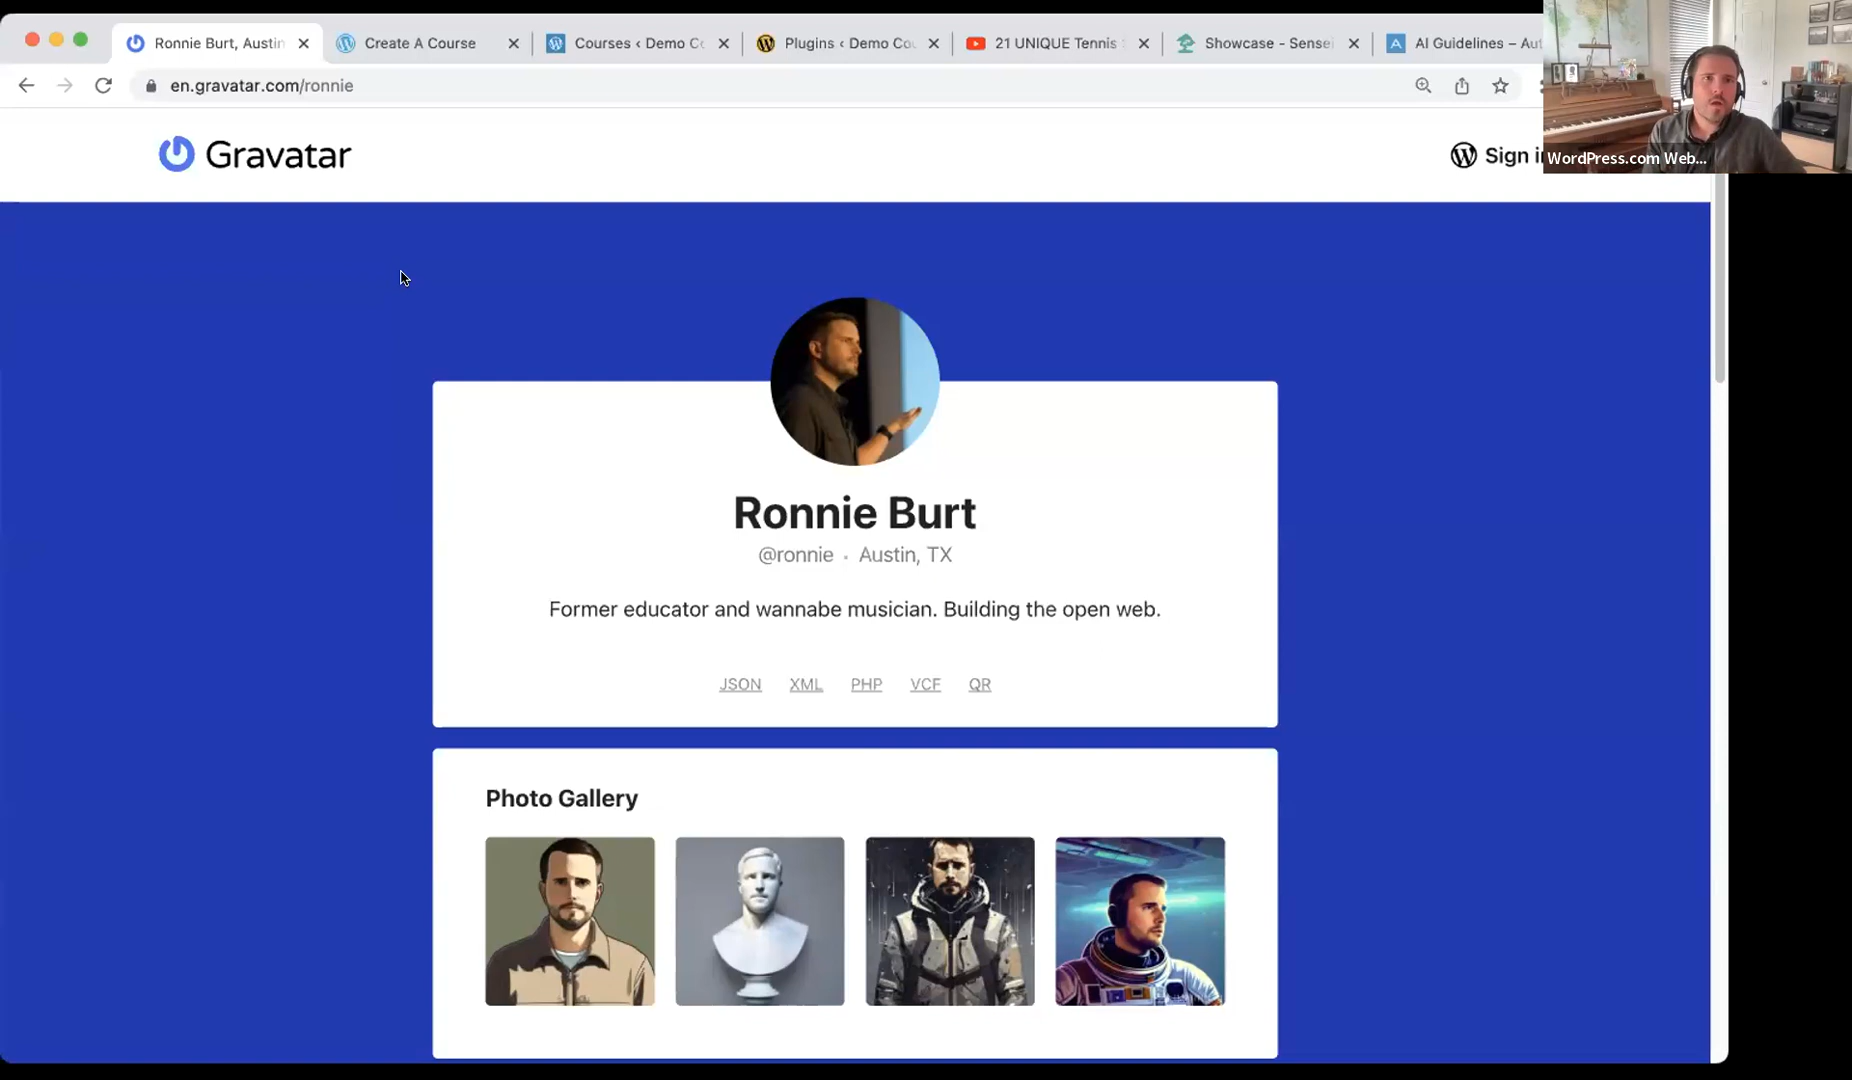 Ronnie Burt, Austin
Create A Course
Courses ‹ Demo Co
Plugins ‹ Demo Cou
21 UNIQUE Tennis
Showcase - Sensei
AI Guidelines – Aut
en.gravatar.com/ronnie
Gravatar
Sign in
WordPress.com Web...
Ronnie Burt
@ronnie · Austin, TX
Former educator and wannabe musician. Building the open web.
JSON XML PHP VCF QR
Photo Gallery